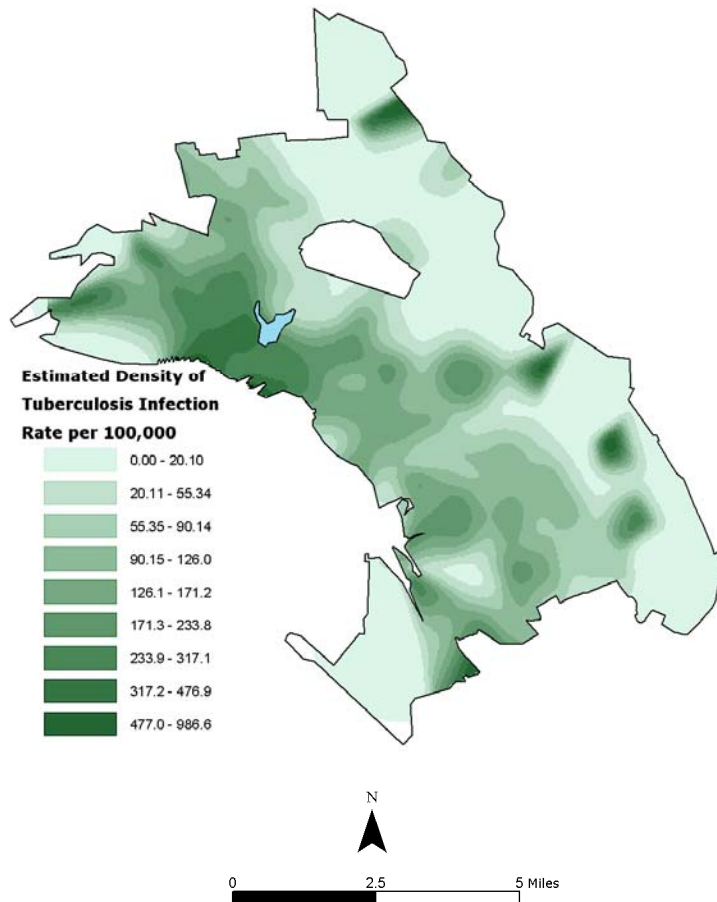 Estimated Density of
Tuberculosis Infection
Rate per 100,000
0.00 - 20.10
20.11 - 55.34
55.35 - 90.14
90.15 - 126.0
126.1 - 171.2
171.3 - 233.8
233.9 - 317.1
317.2 - 476.9
477.0 - 986.6
N
0 2.5 5 Miles